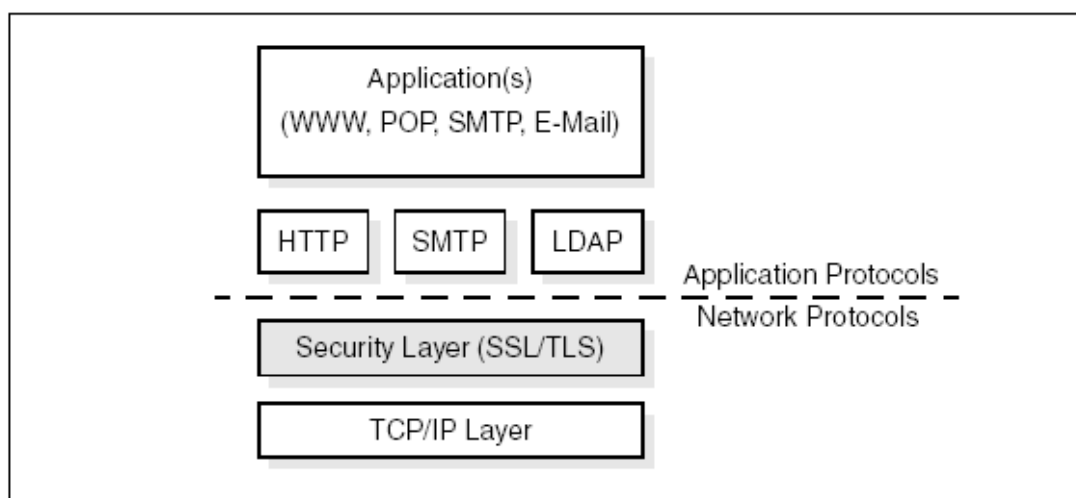 Application(s)
(WWW, POP, SMTP, E-Mail)
HTTP
SMTP
LDAP
Application Protocols
Network Protocols
Security Layer (SSL/TLS)
TCP/IP Layer